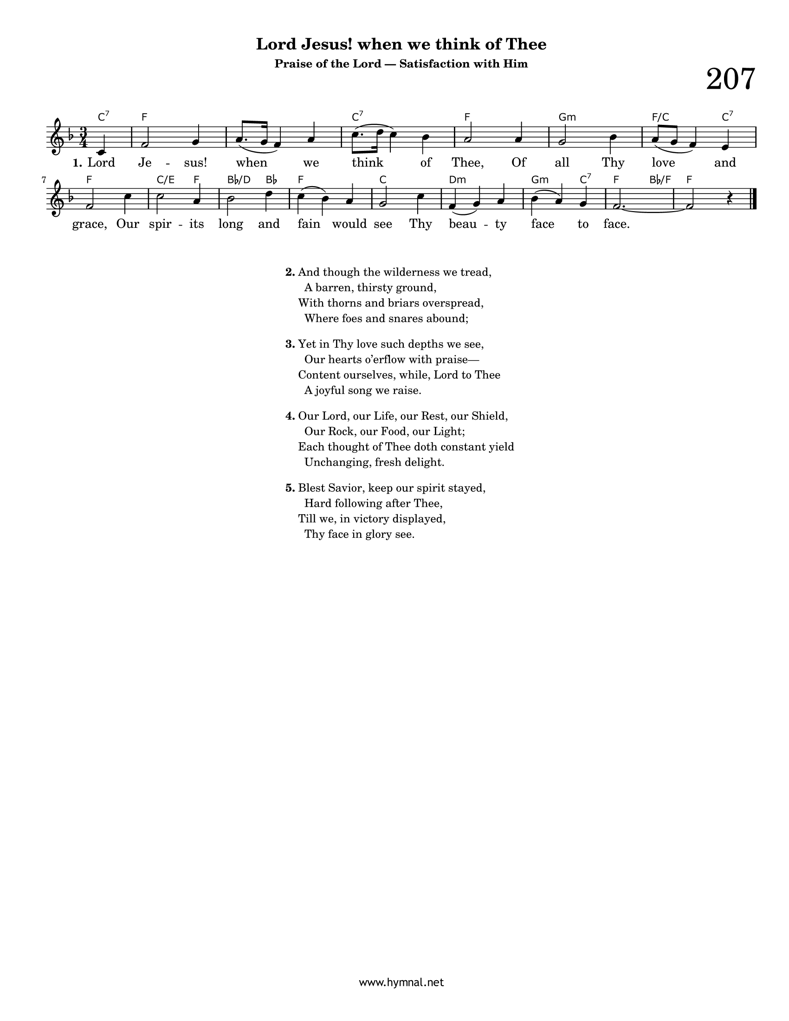 Lord Jesus! when we think of Thee
Praise of the Lord — Satisfaction with Him
207
C7 F C7 F Gm F/C C7
1. Lord Je - sus! when we think of Thee, Of all Thy love and
7 F C/E F B♭/D B♭ F C Dm Gm C7 F B♭/F F
grace, Our spir - its long and fain would see Thy beau - ty face to face.
2. And though the wilderness we tread,
A barren, thirsty ground,
With thorns and briars overspread,
Where foes and snares abound;
3. Yet in Thy love such depths we see,
Our hearts o’erflow with praise—
Content ourselves, while, Lord to Thee
A joyful song we raise.
4. Our Lord, our Life, our Rest, our Shield,
Our Rock, our Food, our Light;
Each thought of Thee doth constant yield
Unchanging, fresh delight.
5. Blest Savior, keep our spirit stayed,
Hard following after Thee,
Till we, in victory displayed,
Thy face in glory see.
www.hymnal.net